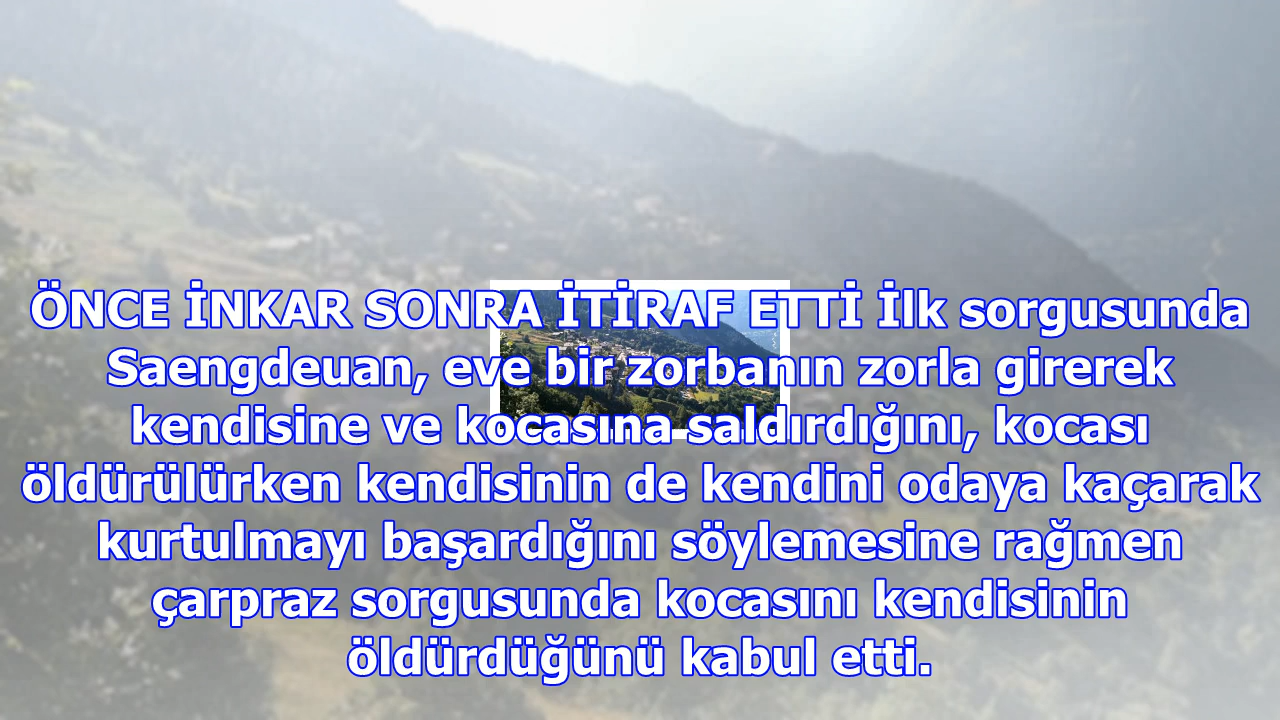 ÖNCE İNKAR SONRA İTİRAF ETTİ İlk sorgusunda
Saengdeuan, eve bir zorbanın zorla girerek
kendisine ve kocasına saldırdığını, kocası
öldürülürken kendisinin de kendini odaya kaçarak
kurtulmayı başardığını söylemesine rağmen
çarpraz sorgusunda kocasını kendisinin
öldürdüğünü kabul etti.